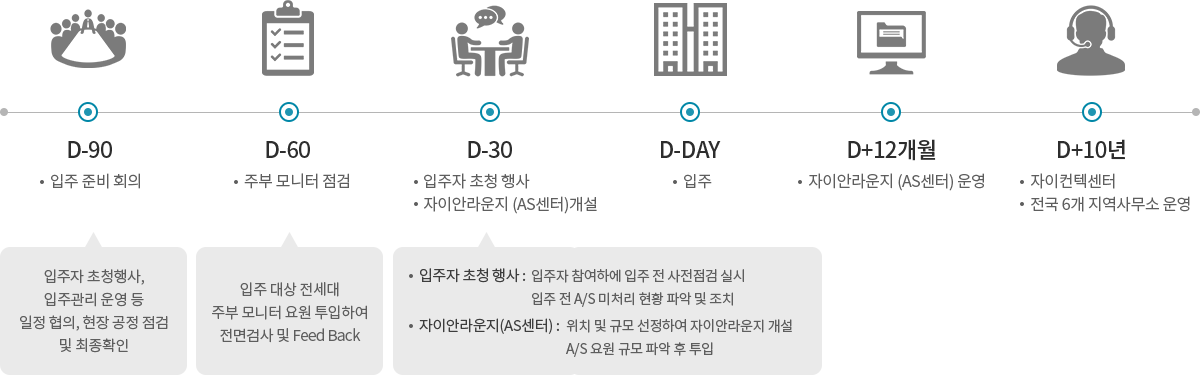 D-90
• 입주 준비 회의
D-60
• 주부 모니터 점검
D-30
• 입주자 초청 행사
• 자이안라운지 (AS센터)개설
D-DAY
• 입주
D+12개월
• 자이안라운지 (AS센터) 운영
D+10년
• 자이컨텍센터
• 전국 6개 지역사무소 운영
입주자 초청행사,
입주관리 운영 등
일정 협의, 현장 공정 점검
및 최종확인
입주 대상 전세대
주부 모니터 요원 투입하여
전면검사 및 Feed Back
• 입주자 초청 행사 : 입주자 참여하에 입주 전 사전점검 실시
입주 전 A/S 미처리 현황 파악 및 조치
• 자이안라운지(AS센터) : 위치 및 규모 선정하여 자이안라운지 개설
A/S 요원 규모 파악 후 투입